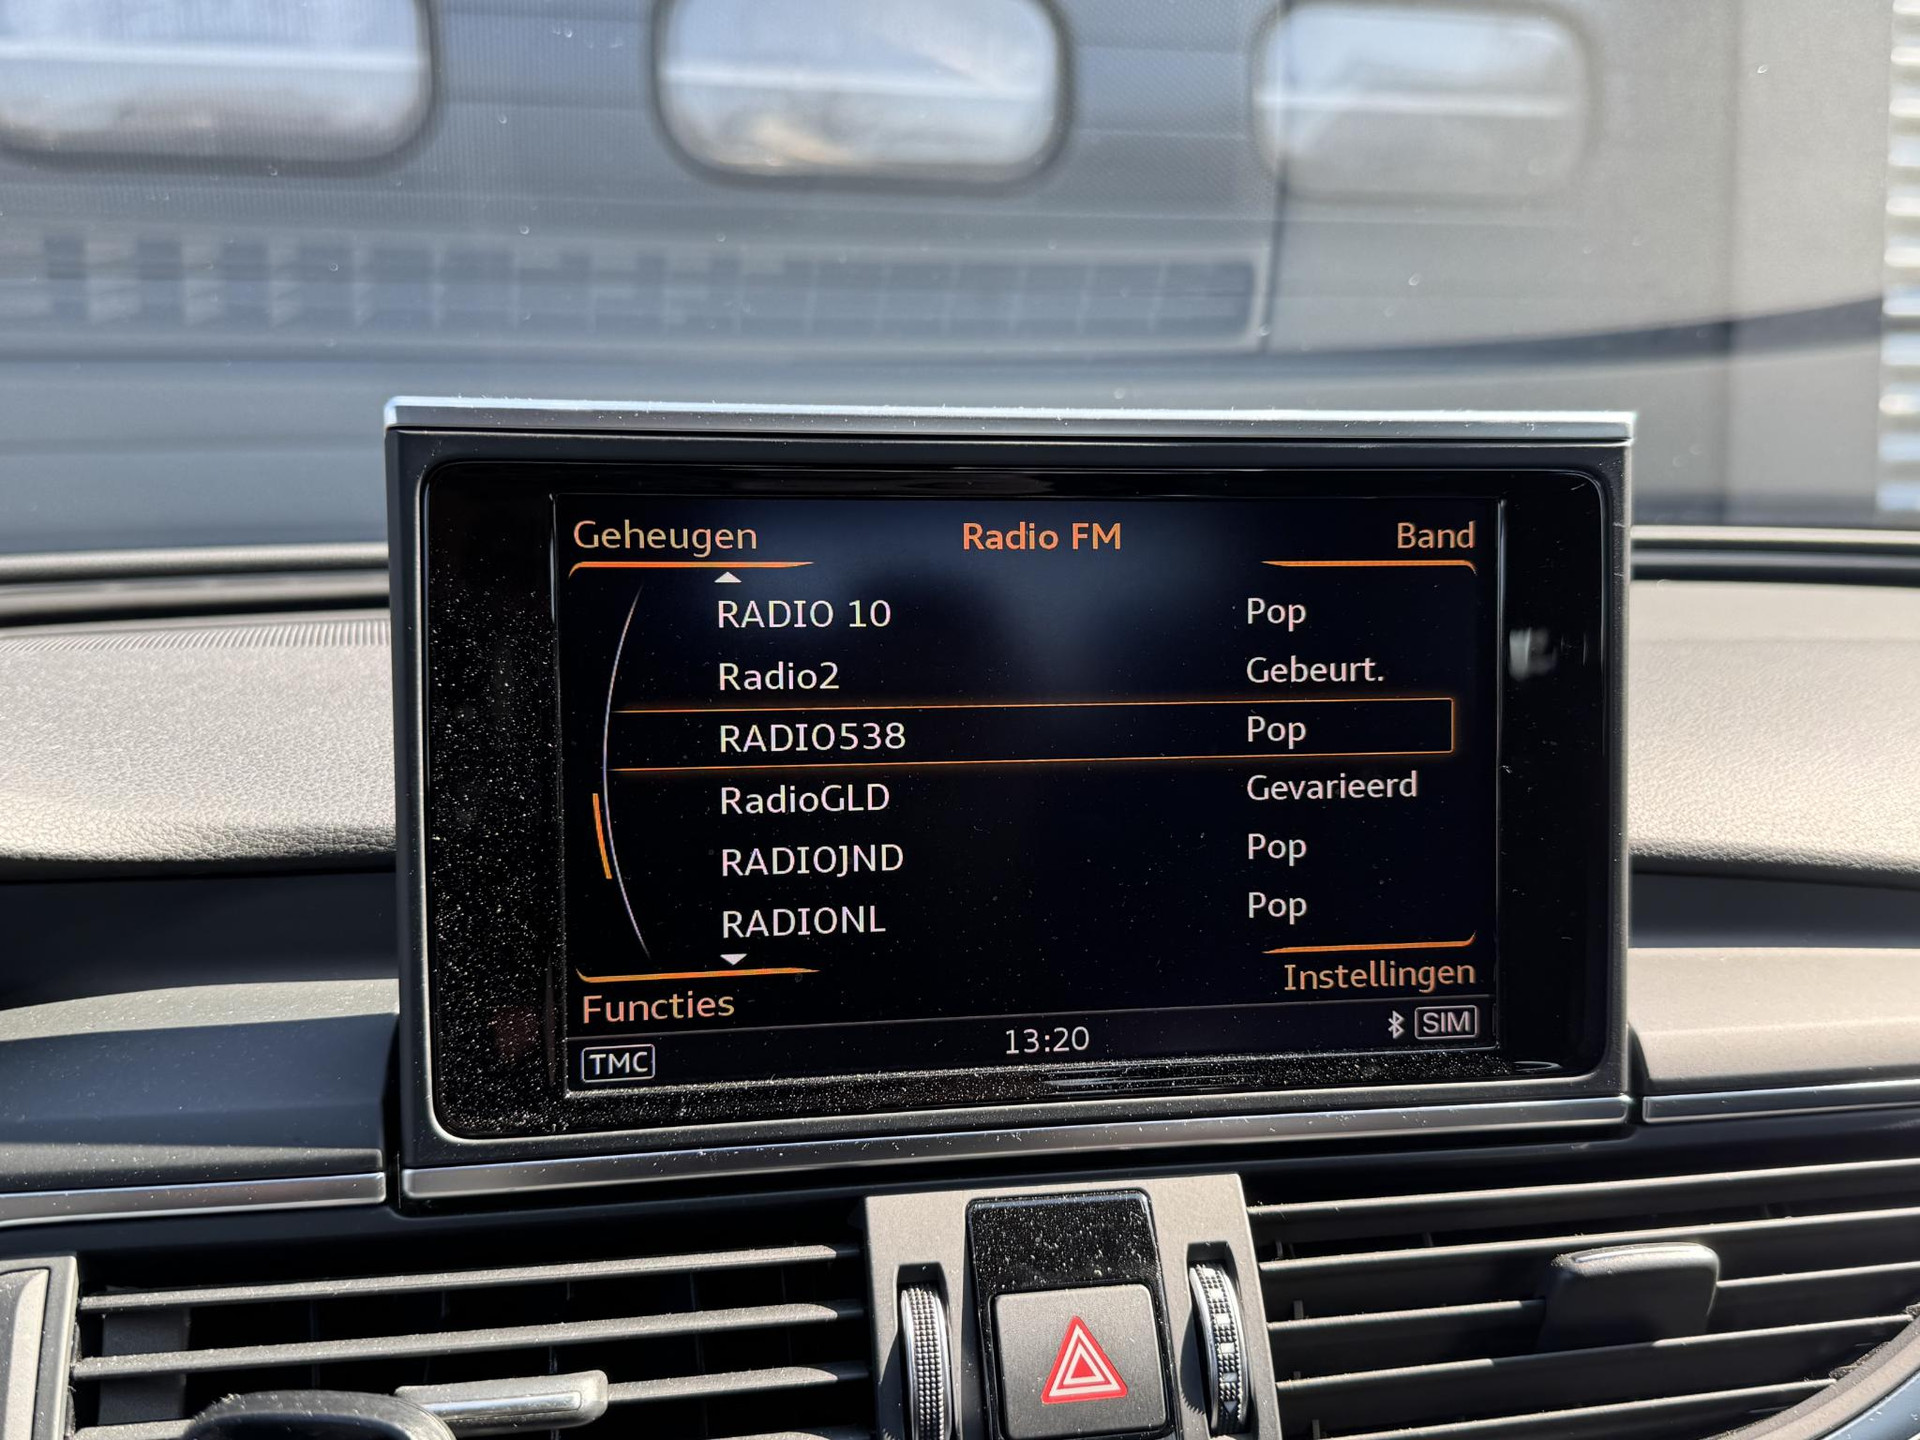 Geheugen Radio FM Band
RADIO 10 Pop
Radio2 Gebeurt.
RADIO538 Pop
RadioGLD Gevarieerd
RADIOJND Pop
RADIONL Pop
Functies Instellingen
TMC 13:20 SIM